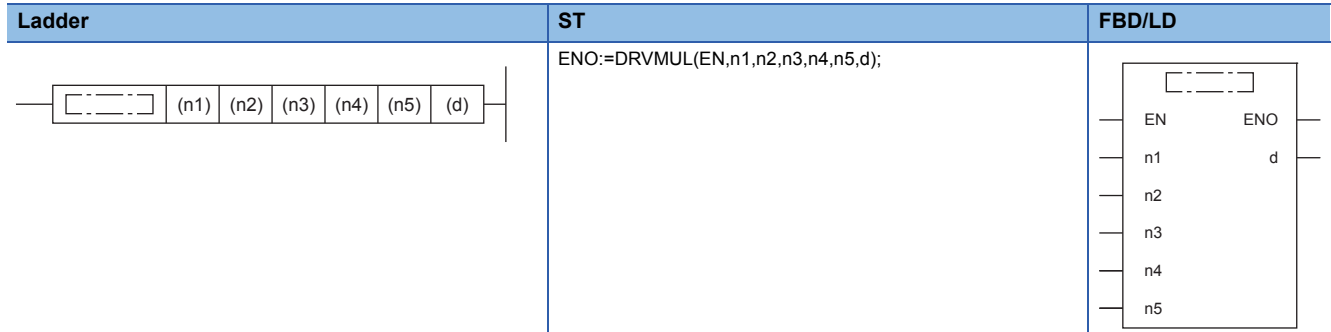 Ladder ST FBD/LD
ENO:=DRVMUL(EN,n1,n2,n3,n4,n5,d);
(n1) (n2) (n3) (n4) (n5) (d)
EN ENO
n1 d
n2
n3
n4
n5